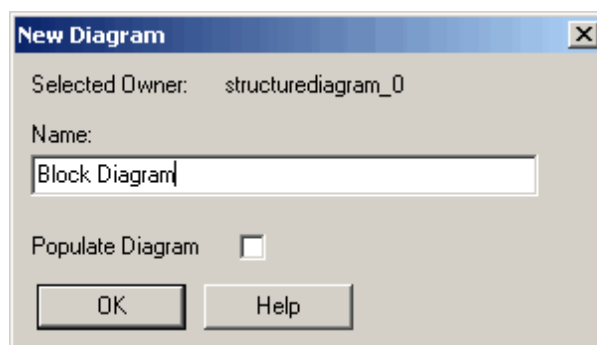 New Diagram
Selected Owner: structurediagram_0
Name:
Block Diagram
Populate Diagram
OK Help